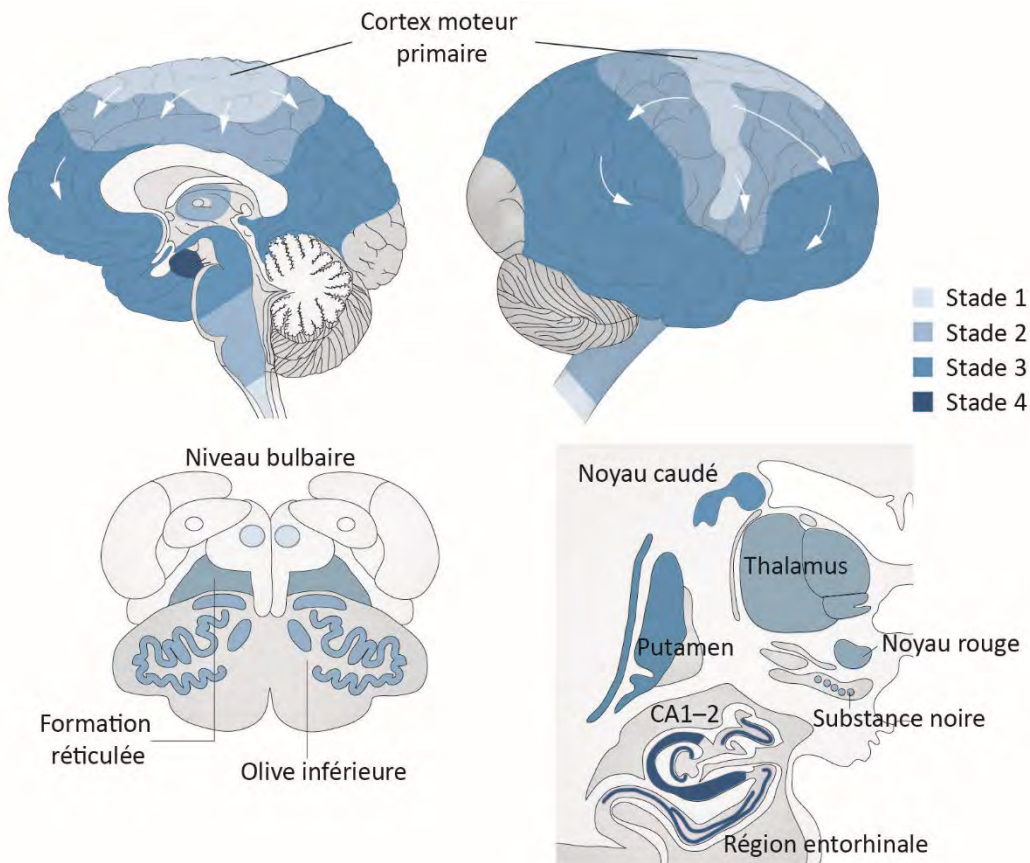 Cortex moteur
primaire
Stade 1
Stade 2
Stade 3
Stade 4
Niveau bulbaire
Formation
réticulée
Olive inférieure
Noyau caudé
Thalamus
Putamen
Noyau rouge
Substance noire
CA1–2
Région entorhinale